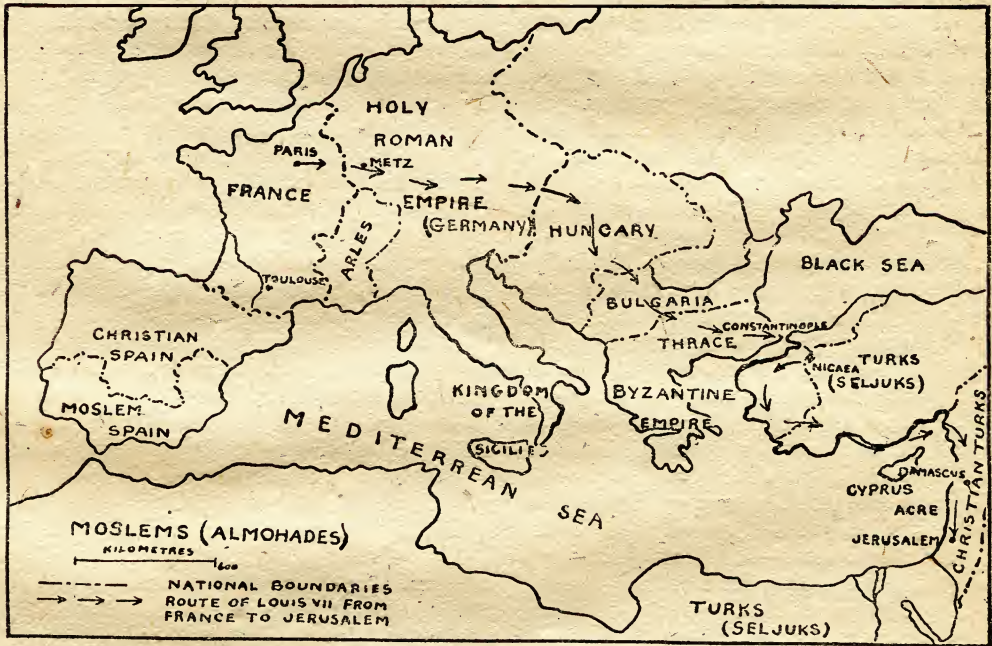 HOLY
ROMAN
EMPIRE
(GERMANY)
PARIS
METZ
FRANCE
ARLES
HUNGARY
TOULOUSE
BLACK SEA
BULGARIA
CONSTANTINOPLE
THRACE
NICAEA
TURKS
(SELJUKS)
CHRISTIAN
SPAIN
MOSLEM
SPAIN
KINGDOM
OF THE
SICILIE
BYZANTINE
EMPIRE
MEDITERREAN
SEA
DAMASCUS
CYPRUS
ACRE
JERUSALEM
CHRISTIAN TURKS
MOSLEMS (ALMOHADES)
KILOMETRES
600
NATIONAL BOUNDARIES
ROUTE OF LOUIS VII FROM
FRANCE TO JERUSALEM
TURKS
(SELJUKS)